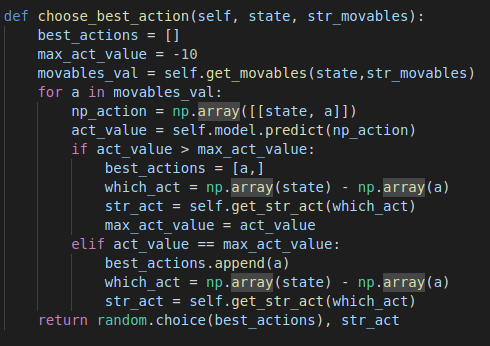 def choose_best_action(self, state, str_movables):
    best_actions = []
    max_act_value = -10
    movables_val = self.get_movables(state,str_movables)
    for a in movables_val:
        np_action = np.array([[state, a]])
        act_value = self.model.predict(np_action)
        if act_value > max_act_value:
            best_actions = [a,]
            which_act = np.array(state) - np.array(a)
            str_act = self.get_str_act(which_act)
            max_act_value = act_value
        elif act_value == max_act_value:
            best_actions.append(a)
            which_act = np.array(state) - np.array(a)
            str_act = self.get_str_act(which_act)
    return random.choice(best_actions), str_act